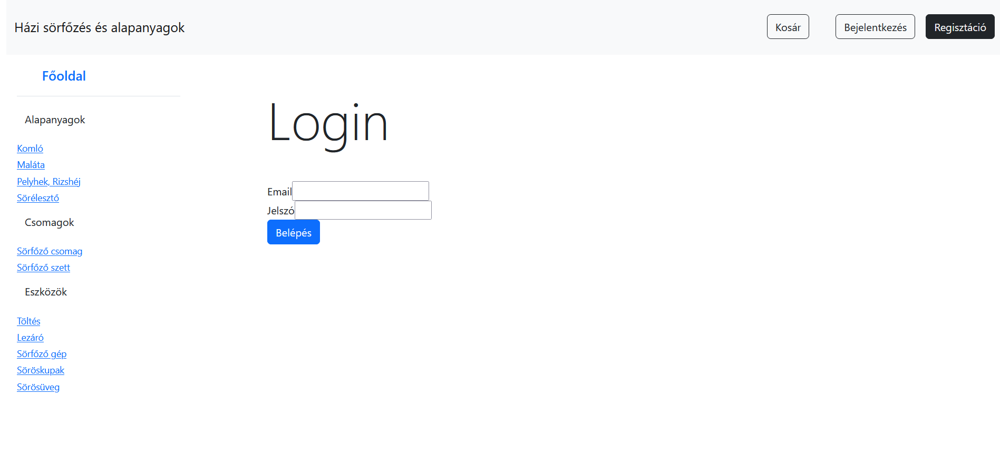 Házi sörfőzés és alapanyagok
Kosár
Bejelentkezés
Regisztáció
Főoldal
Alapanyagok
Komló
Maláta
Pelyhek, Rizshéj
Sörélesztő
Csomagok
Sörfőző csomag
Sörfőző szett
Eszközök
Töltés
Lezáró
Sörfőző gép
Söröskupak
Sörösüveg
Login
Email
Jelszó
Belépés